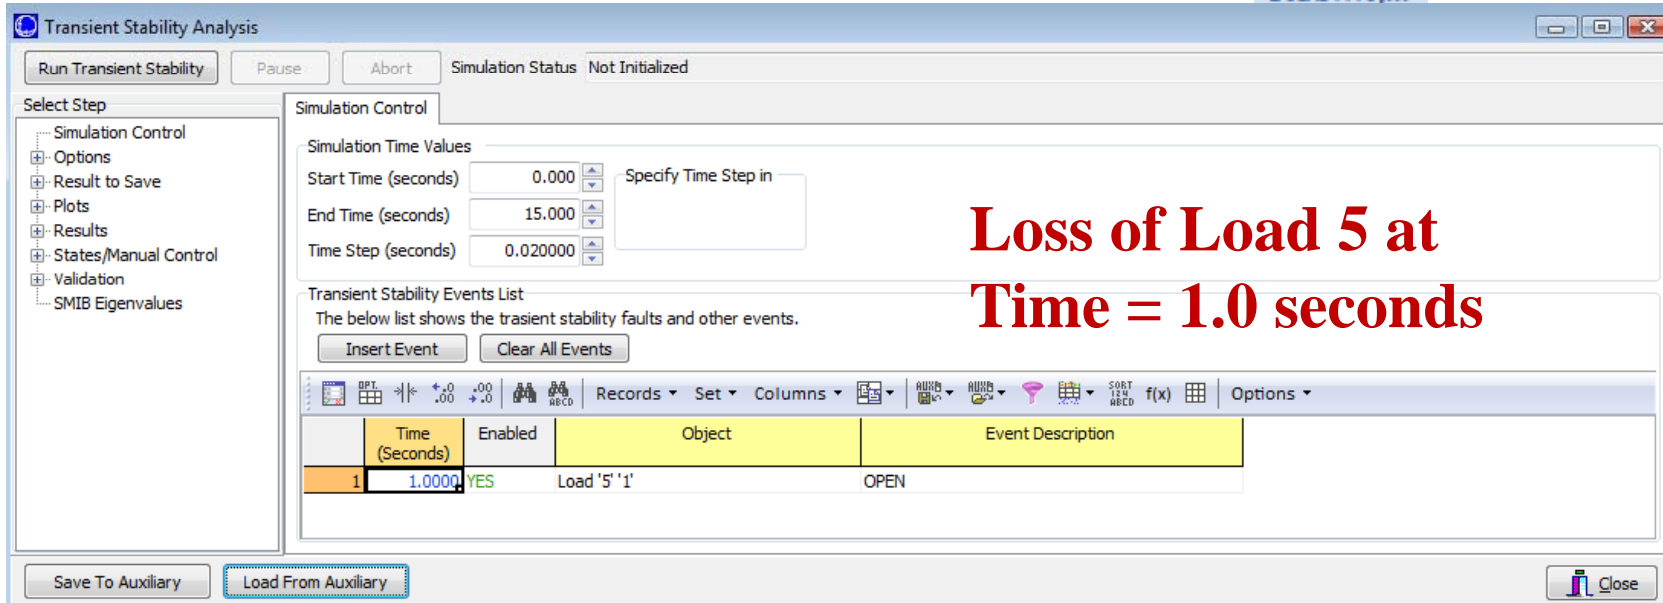 Transient Stability Analysis
Run Transient Stability Pause Abort Simulation Status Not Initialized
Select Step
Simulation Control
Options
Result to Save
Plots
Results
States/Manual Control
Validation
SMIB Eigenvalues
Simulation Control
Simulation Time Values
Start Time (seconds) 0.000 Specify Time Step in
End Time (seconds) 15.000
Time Step (seconds) 0.020000
Loss of Load 5 at
Time = 1.0 seconds
Transient Stability Events List
The below list shows the trasient stability faults and other events.
Insert Event Clear All Events
Records Set Columns f(x) Options
Time (Seconds) Enabled Object Event Description
1 1.0000 YES Load '5' '1' OPEN
Save To Auxiliary Load From Auxiliary Close